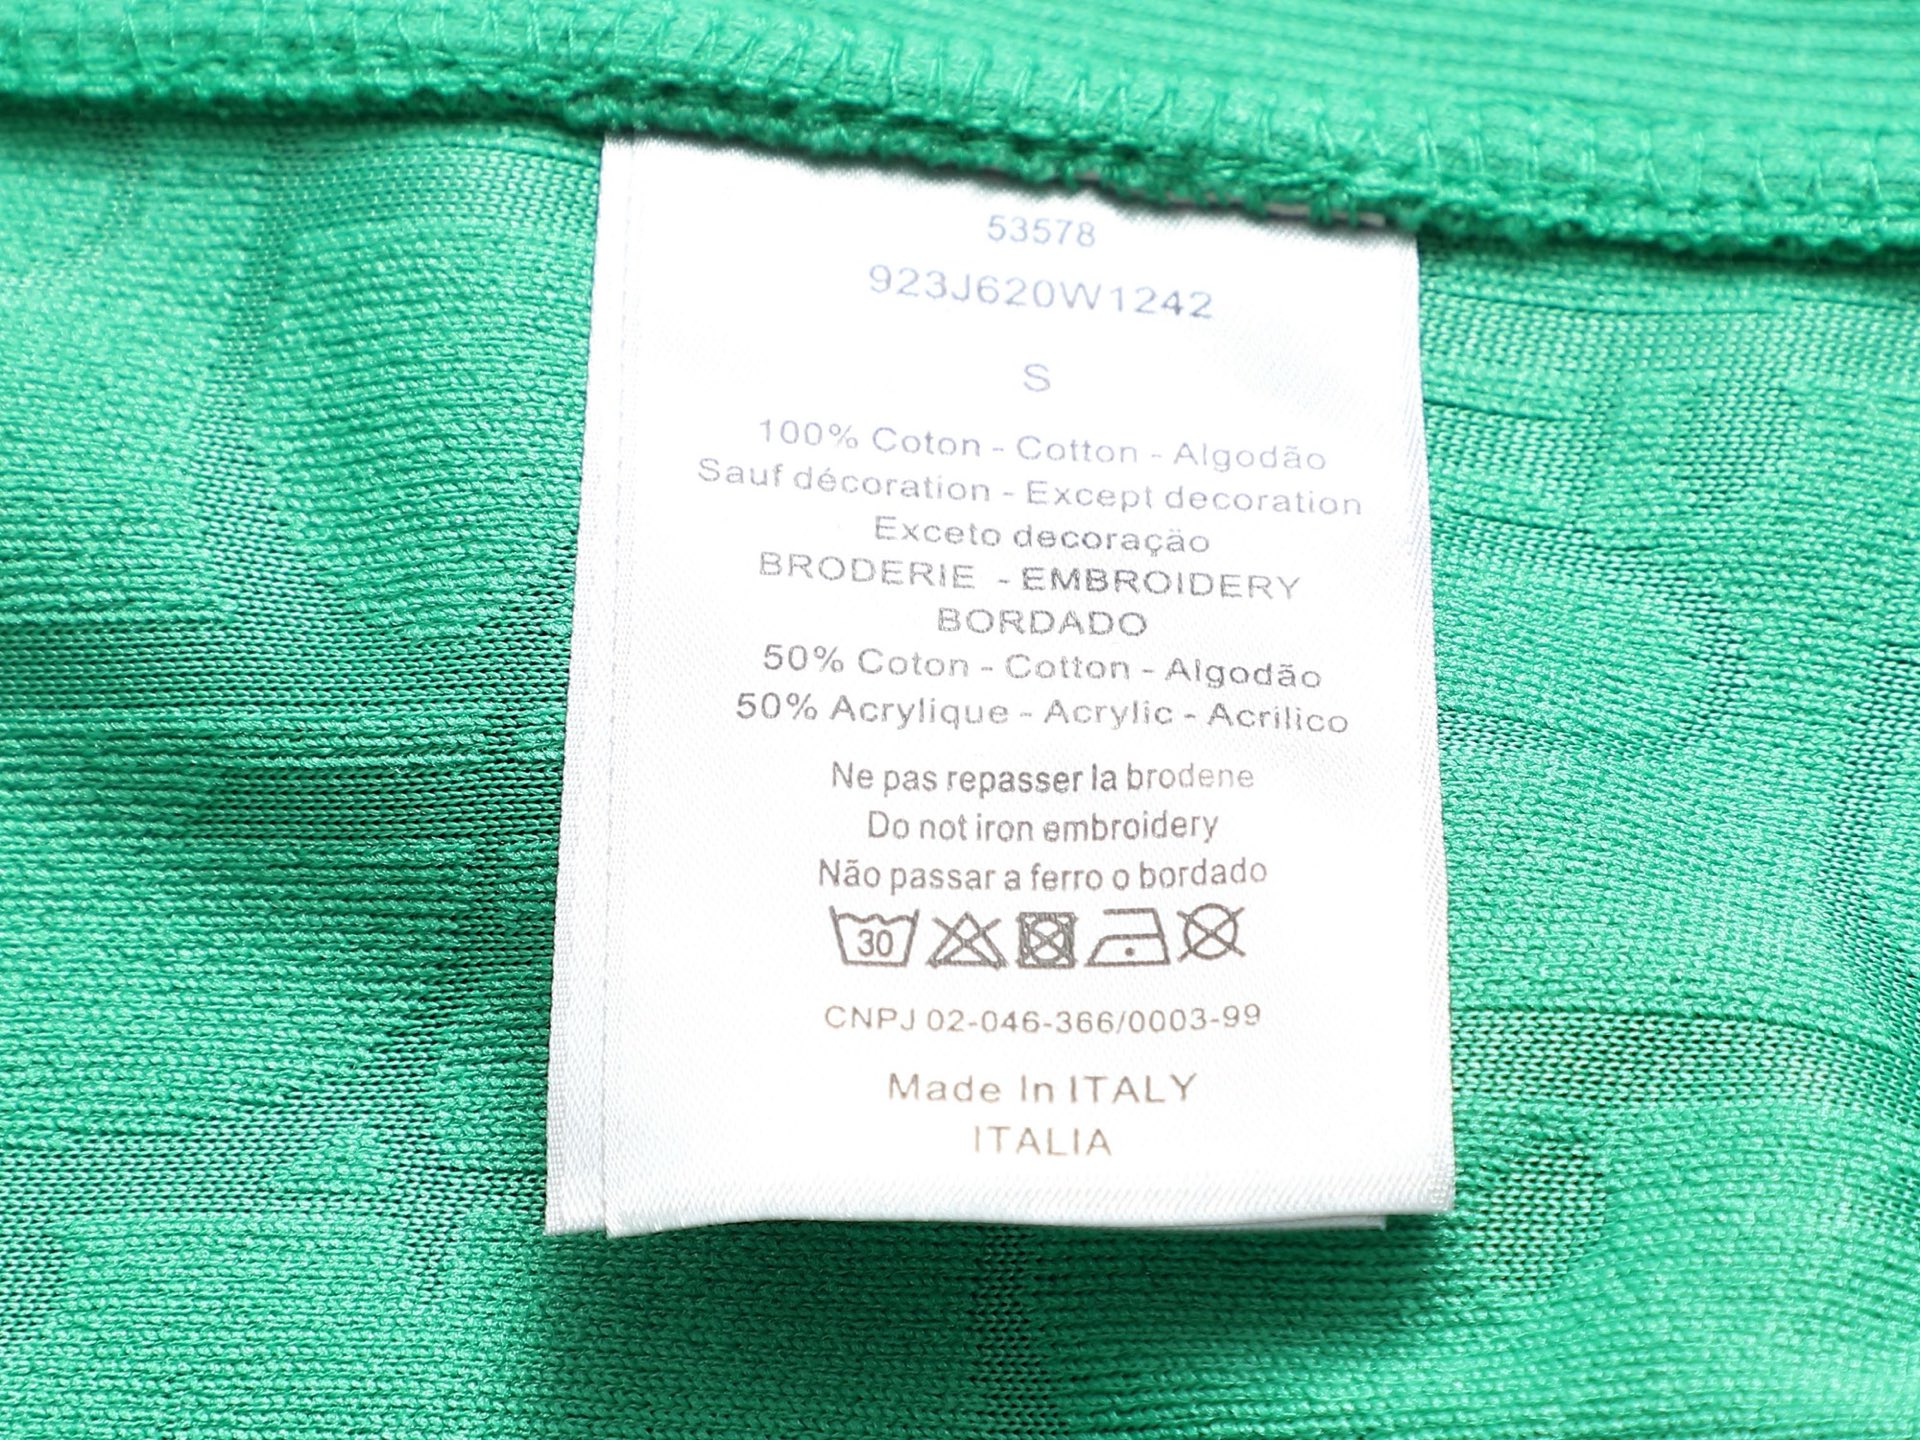 53578
923J620W1242
S
100% Coton - Cotton - Algodão
Sauf décoration - Except decoration
Exceto decoração
BRODERIE - EMBROIDERY
BORDADO
50% Coton - Cotton - Algodão
50% Acrylique - Acrylic - Acrilico
Ne pas repasser la brodene
Do not iron embroidery
Não passar a ferro o bordado
30
CNPJ 02-046-366/0003-99
Made In ITALY
ITALIA